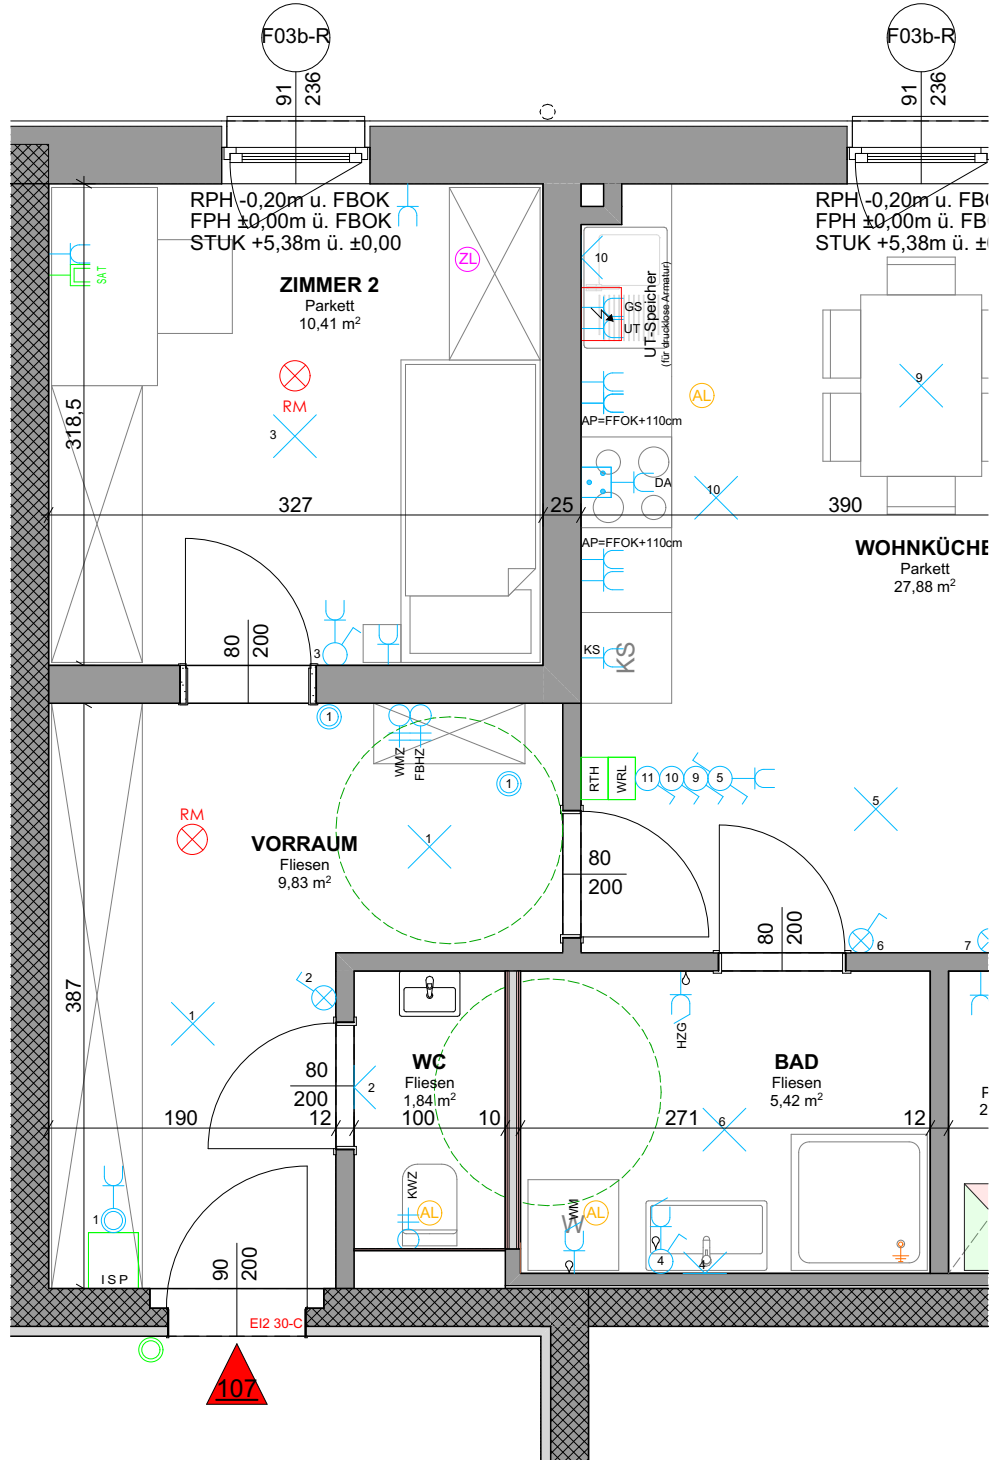 F03b-R
F03b-R
91
236
91
236
RPH -0,20m u. FBOK
FPH ±0,00m ü. FBOK
STUK +5,38m ü. ±0,00
RPH -0,20m u.
FPH ±0,00m ü.
STUK +5,38m ü.
SAT
ZL
ZIMMER 2
Parkett
10,41 m²
RM
3
318,5
327
25
390
10
GS
UT
UT-Speicher
(für drucklose Armatur)
AL
9
AP=FFOK+110cm
DA
10
AP=FFOK+110cm
WOHNKÜCHE
Parkett
27,88 m²
KS
KS
80
200
3
1
WMZ
FBHZ
1
RTH
WRL
11
10
9
5
5
RM
VORRAUM
Fliesen
9,83 m²
1
80
200
80
200
6
7
387
2
1
HZG
WC
Fliesen
1,84 m²
BAD
Fliesen
5,42 m²
80
200
2
190
12
100
10
271
12
6
KWZ
AL
WM
W
AL
4
4
1
ISP
90
200
EI2 30-C
107